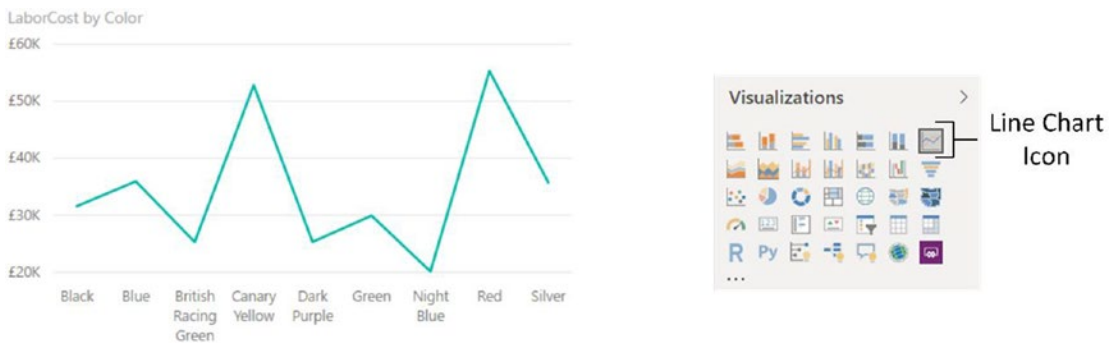 LaborCost by Color
£60K
£50K
£40K
£30K
£20K
Black Blue British Canary Dark Green Night Red Silver
Racing Yellow Purple Blue
Green
Visualizations
Line Chart
Icon
R Py
...